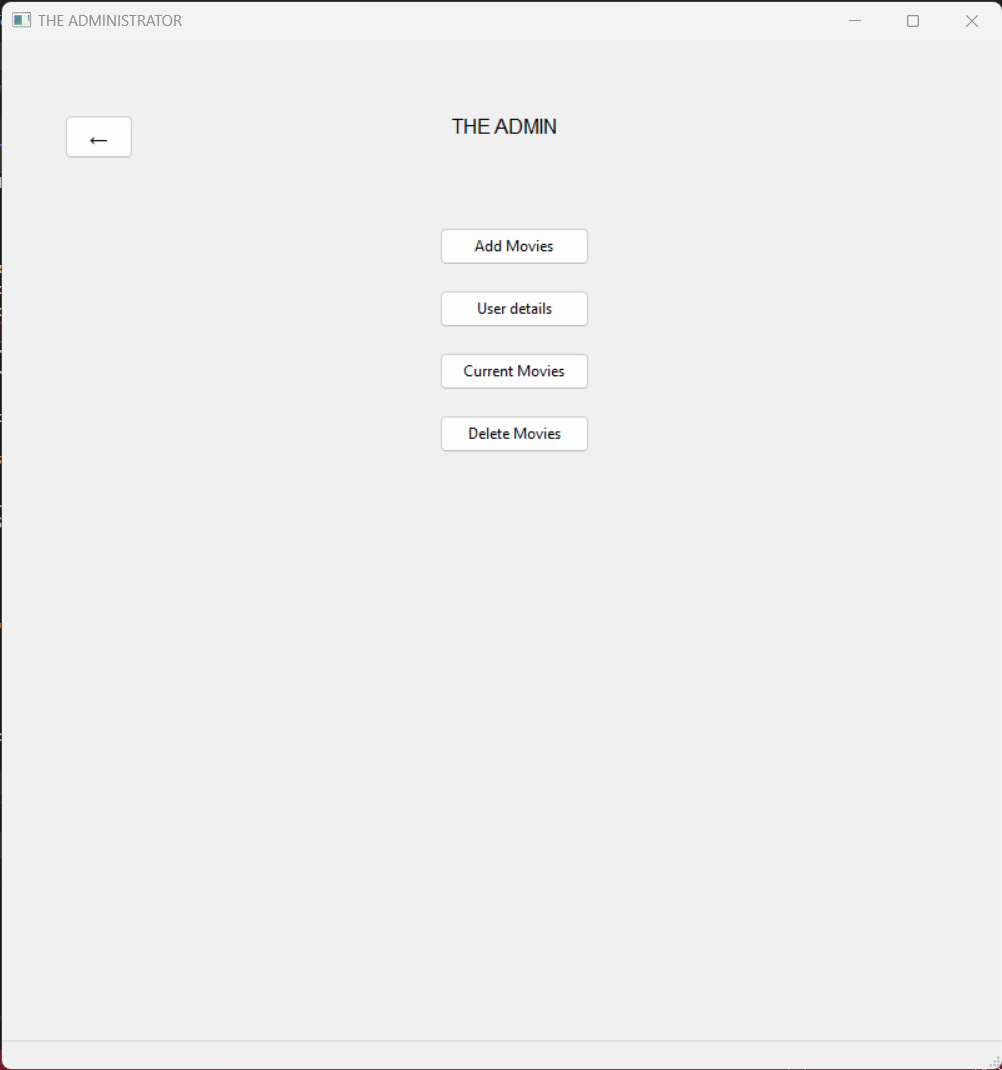 THE ADMINISTRATOR
THE ADMIN
←
Add Movies
User details
Current Movies
Delete Movies